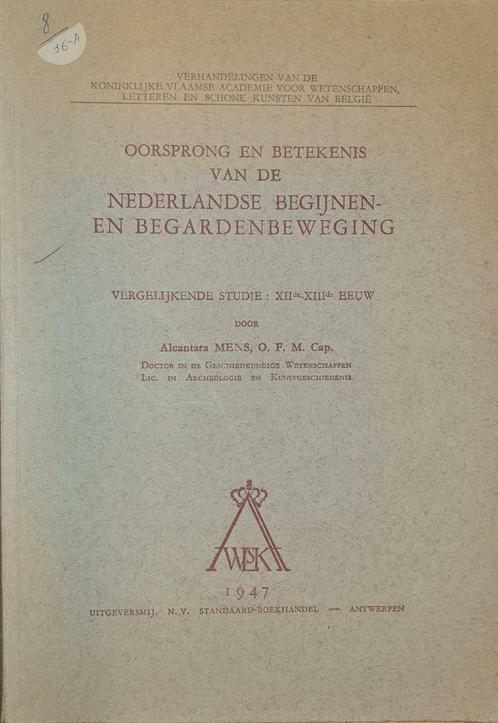 8
36-A
VERHANDELINGEN VAN DE
KONINKLIJKE VLAAMSE ACADEMIE VOOR WETENSCHAPPEN,
LETTEREN EN SCHONE KUNSTEN VAN BELGIË
OORSPRONG EN BETEKENIS
VAN DE
NEDERLANDSE BEGIJNEN-
EN BEGARDENBEWEGING
VERGELIJKENDE STUDIE : XIIde-XIIIde EEUW
DOOR
Alcantara MENS, O. F. M. Cap.
DOCTOR IN DE GESCHIEDKUNDIGE WETENSCHAPPEN
LIC. IN ARCHEOLOGIE EN KUNSTGESCHIEDENIS.
1947
UITGEVERSMIJ. N. V. STANDAARD-BOEKHANDEL — ANTWERPEN